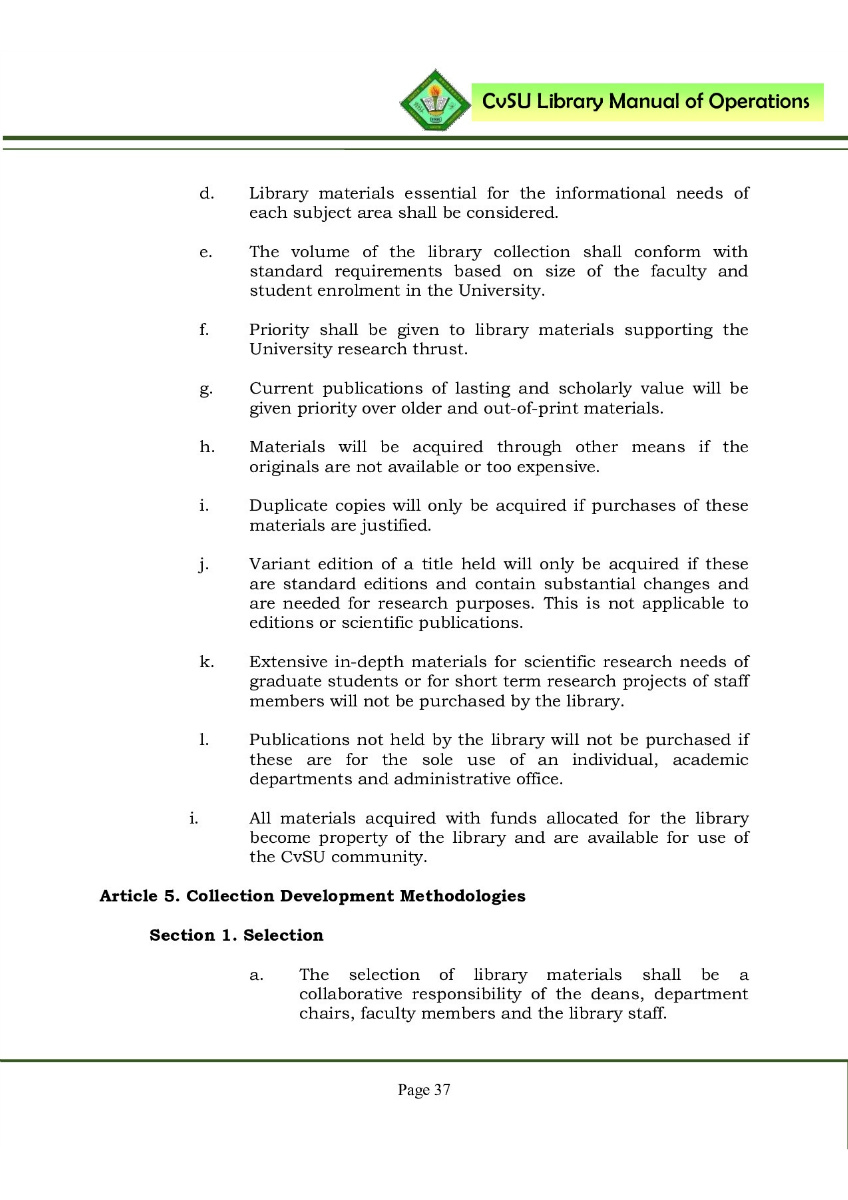 CvSU Library Manual of Operations
d. Library materials essential for the informational needs of
each subject area shall be considered.
e. The volume of the library collection shall conform with
standard requirements based on size of the faculty and
student enrolment in the University.
f. Priority shall be given to library materials supporting the
University research thrust.
g. Current publications of lasting and scholarly value will be
given priority over older and out-of-print materials.
h. Materials will be acquired through other means if the
originals are not available or too expensive.
i. Duplicate copies will only be acquired if purchases of these
materials are justified.
j. Variant edition of a title held will only be acquired if these
are standard editions and contain substantial changes and
are needed for research purposes. This is not applicable to
editions or scientific publications.
k. Extensive in-depth materials for scientific research needs of
graduate students or for short term research projects of staff
members will not be purchased by the library.
l. Publications not held by the library will not be purchased if
these are for the sole use of an individual, academic
departments and administrative office.
i. All materials acquired with funds allocated for the library
become property of the library and are available for use of
the CvSU community.
Article 5. Collection Development Methodologies
Section 1. Selection
a. The selection of library materials shall be a
collaborative responsibility of the deans, department
chairs, faculty members and the library staff.
Page 37